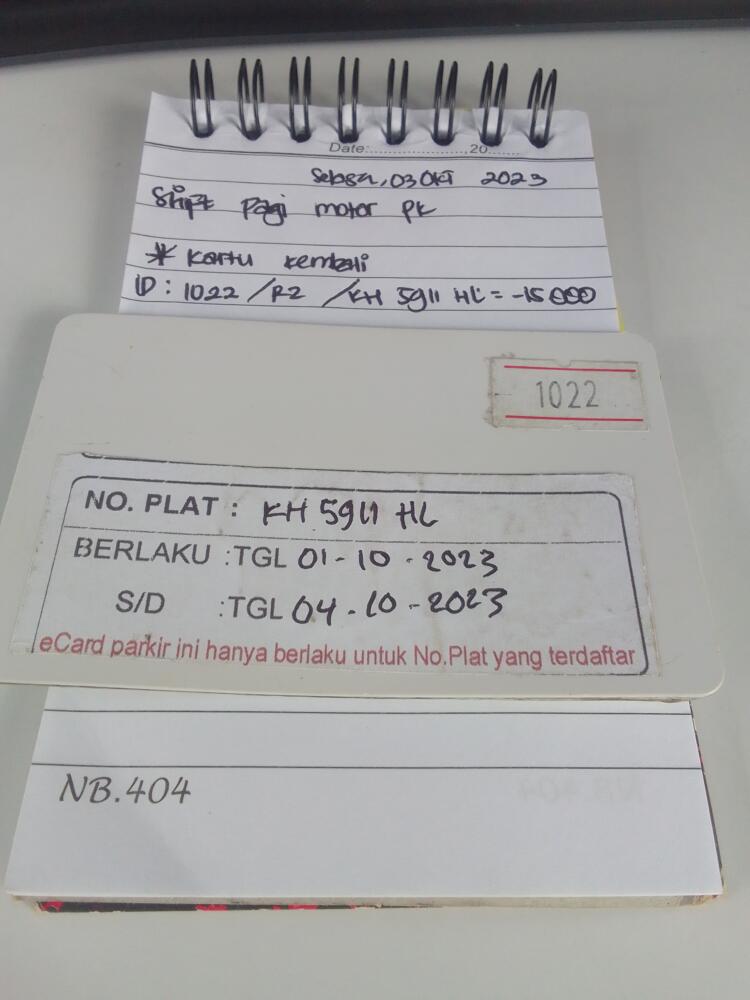 Date:.....................,20.......
Selasa, 03 Okt 2023
Shift Pagi motor PK
* Kartu kembali
ID : 1022 / R2 / KH 5911 HL = -15.000
1022
NO. PLAT : KH 5911 HL
BERLAKU : TGL 01-10-2023
S/D : TGL 04.10-2023
eCard parkir ini hanya berlaku untuk No.Plat yang terdaftar
NB.404